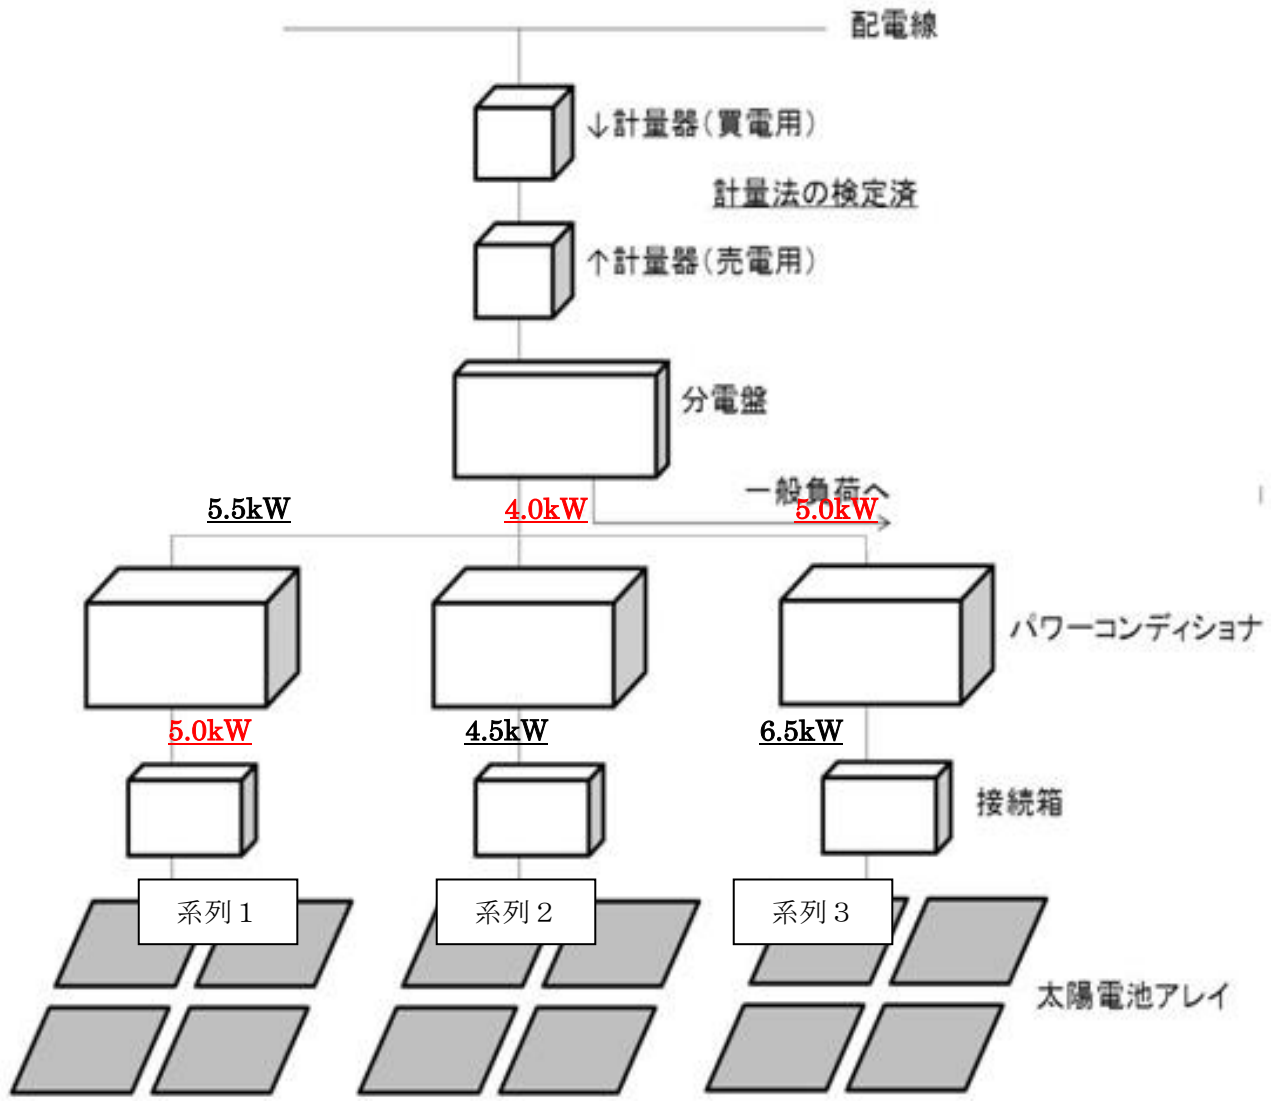 配電線
↓計量器(買電用)
計量法の検定済
↑計量器(売電用)
分電盤
一般負荷へ
5.5kW
4.0kW
5.0kW
パワーコンディショナ
5.0kW
4.5kW
6.5kW
接続箱
系列1
系列2
系列3
太陽電池アレイ